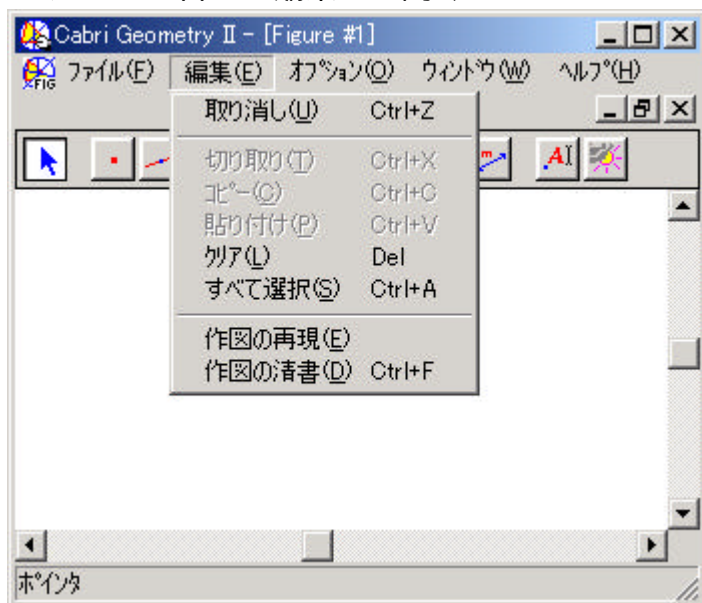 Cabri Geometry II - [Figure #1]
FIG ﾌｧｲﾙ(F) 編集(E) ｵﾌﾟｼｮﾝ(O) ｳｨﾝﾄﾞｳ(W) ﾍﾙﾌﾟ(H)
取り消し(U) Ctrl+Z
切り取り(T) Ctrl+X
ｺﾋﾟｰ(C) Ctrl+C
貼り付け(P) Ctrl+V
ｸﾘｱ(L) Del
すべて選択(S) Ctrl+A
作図の再現(E)
作図の清書(D) Ctrl+F
m
AI
ﾎﾟｲﾝﾀ